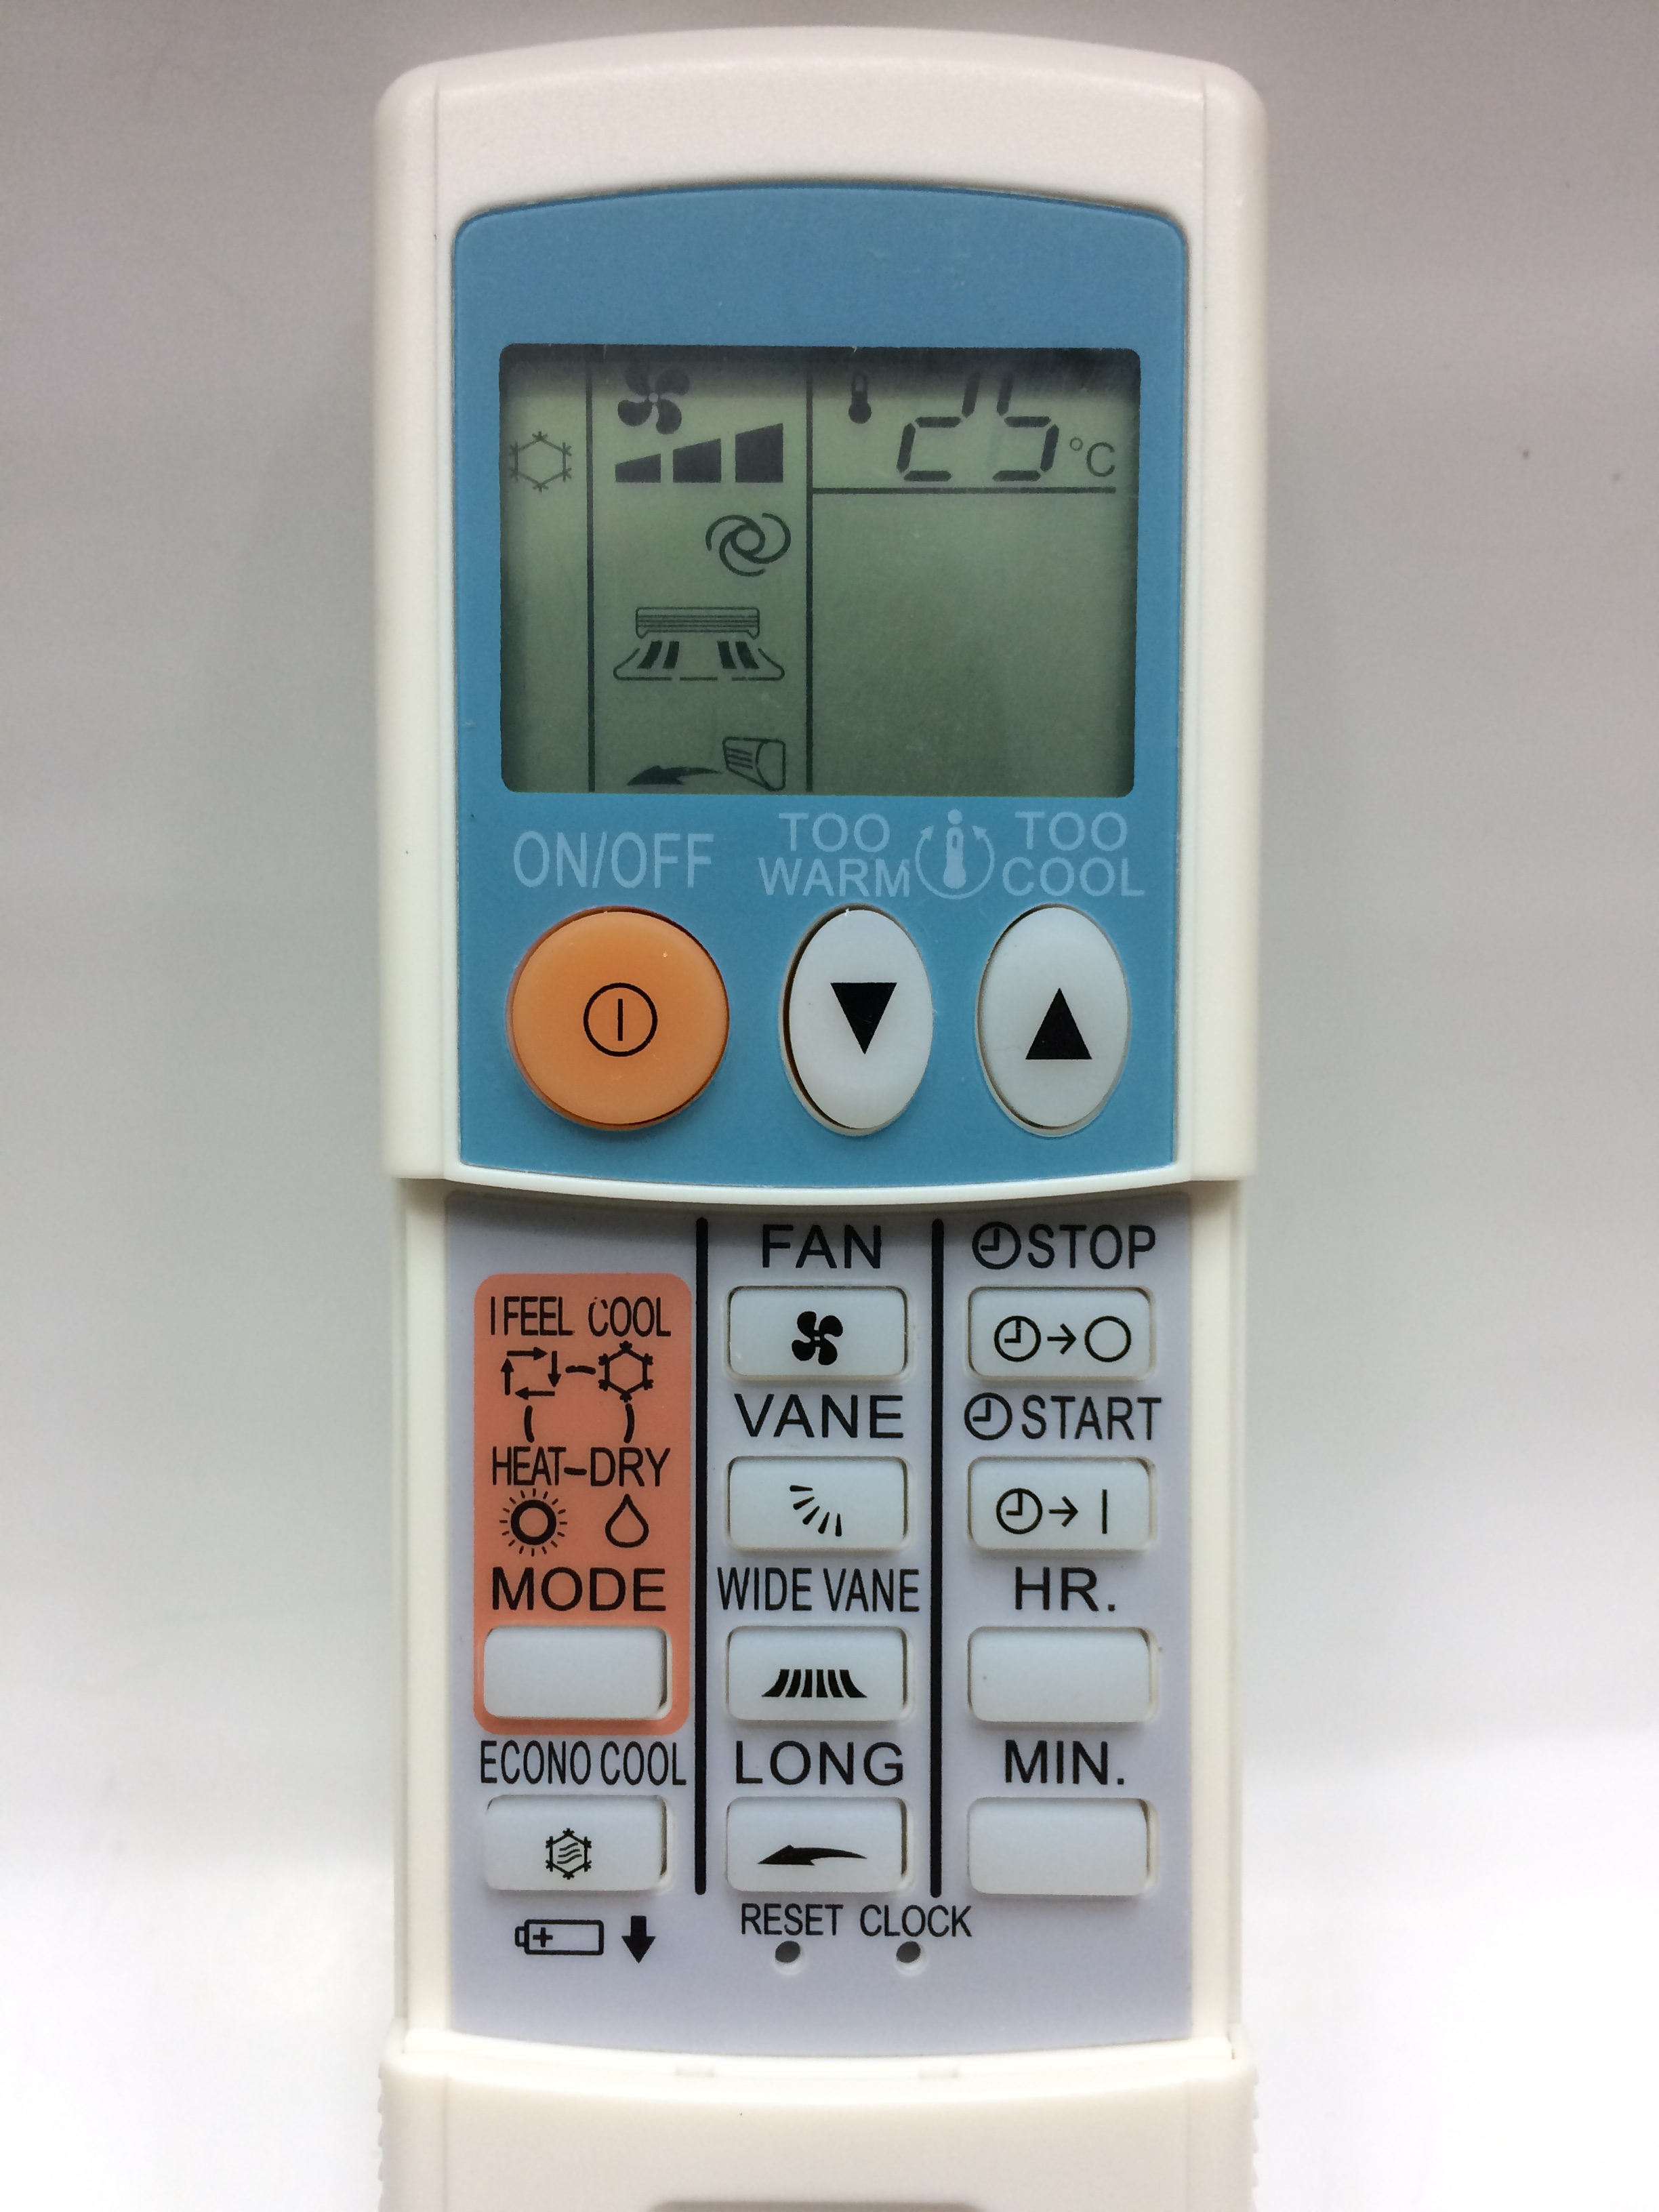 25 °C
ON/OFF
TOO WARM
TOO COOL
FAN
STOP
I FEEL COOL
VANE
START
HEAT-DRY
MODE
WIDE VANE
HR.
ECONO COOL
LONG
MIN.
RESET CLOCK